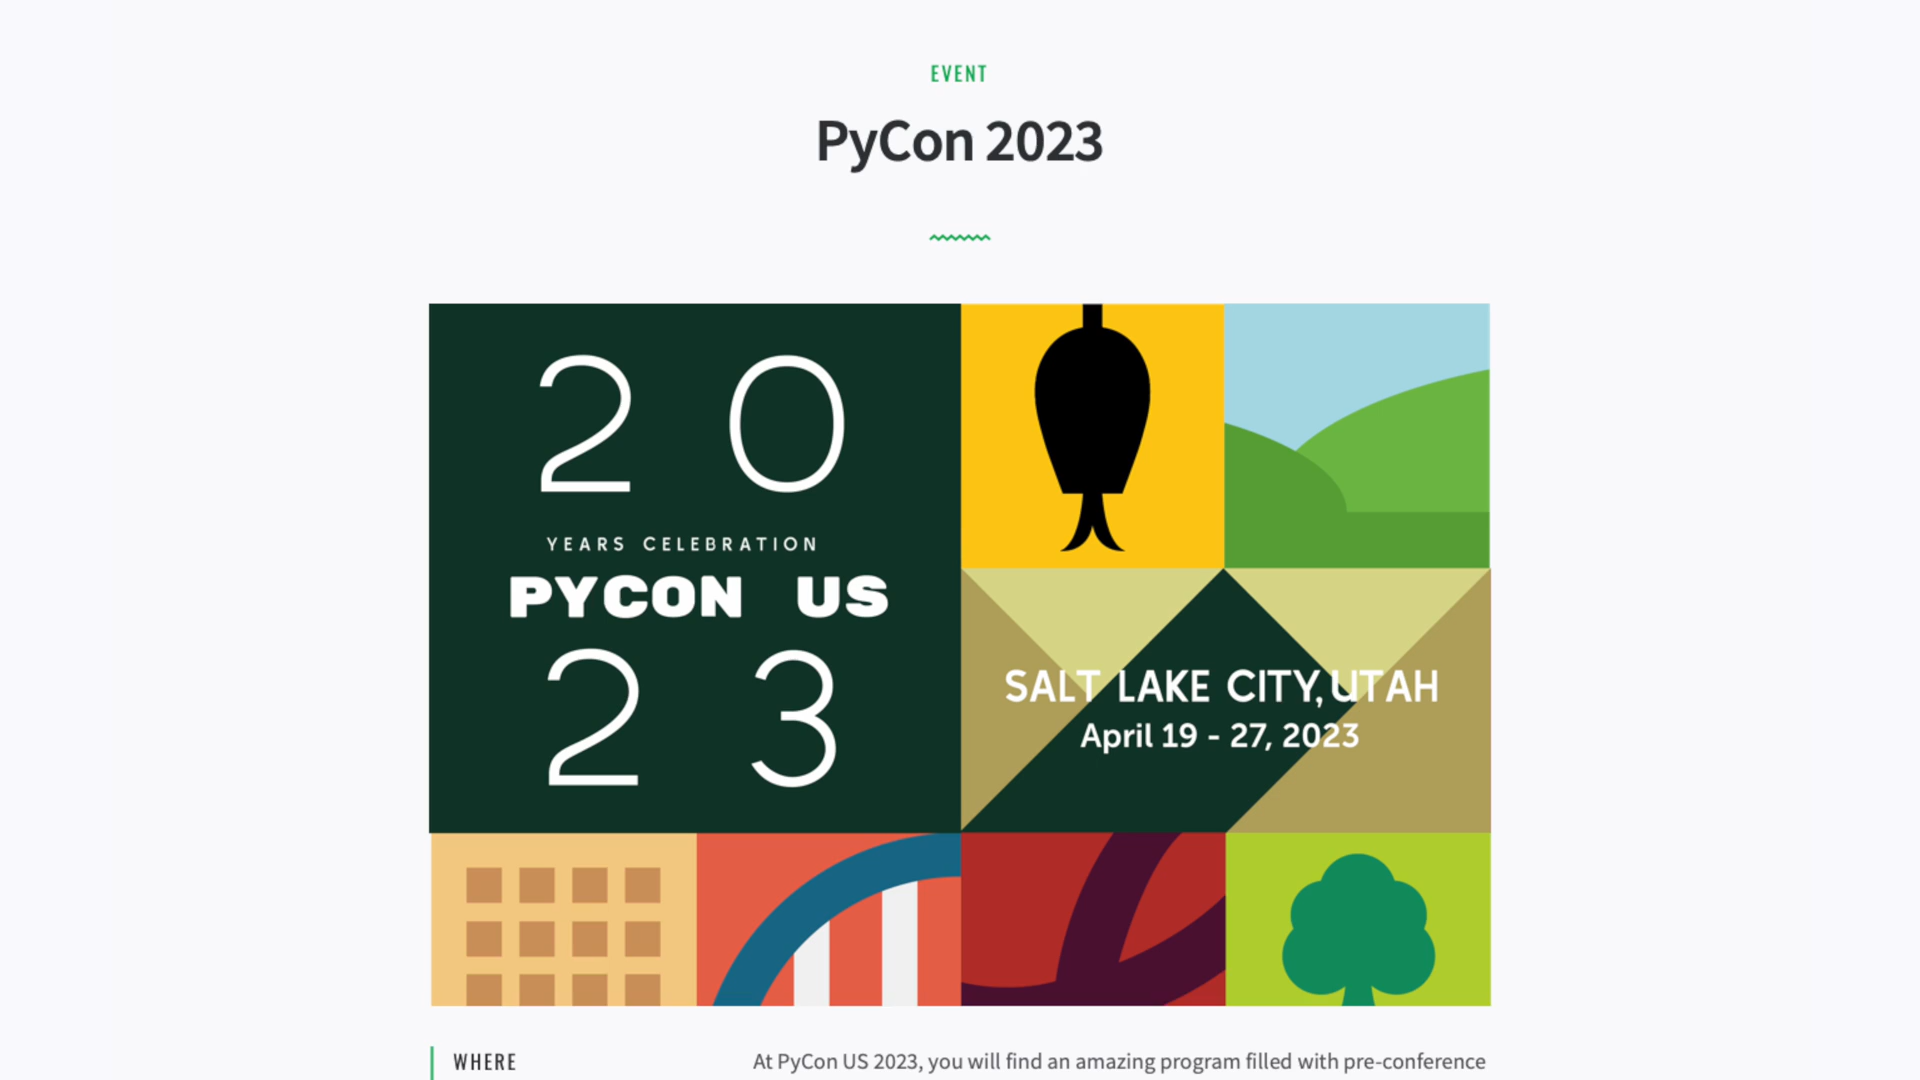 EVENT
PyCon 2023
2 0
YEARS CELEBRATION
PYCON US
2 3
SALT LAKE CITY, UTAH
April 19 - 27, 2023
WHERE
At PyCon US 2023, you will find an amazing program filled with pre-conference